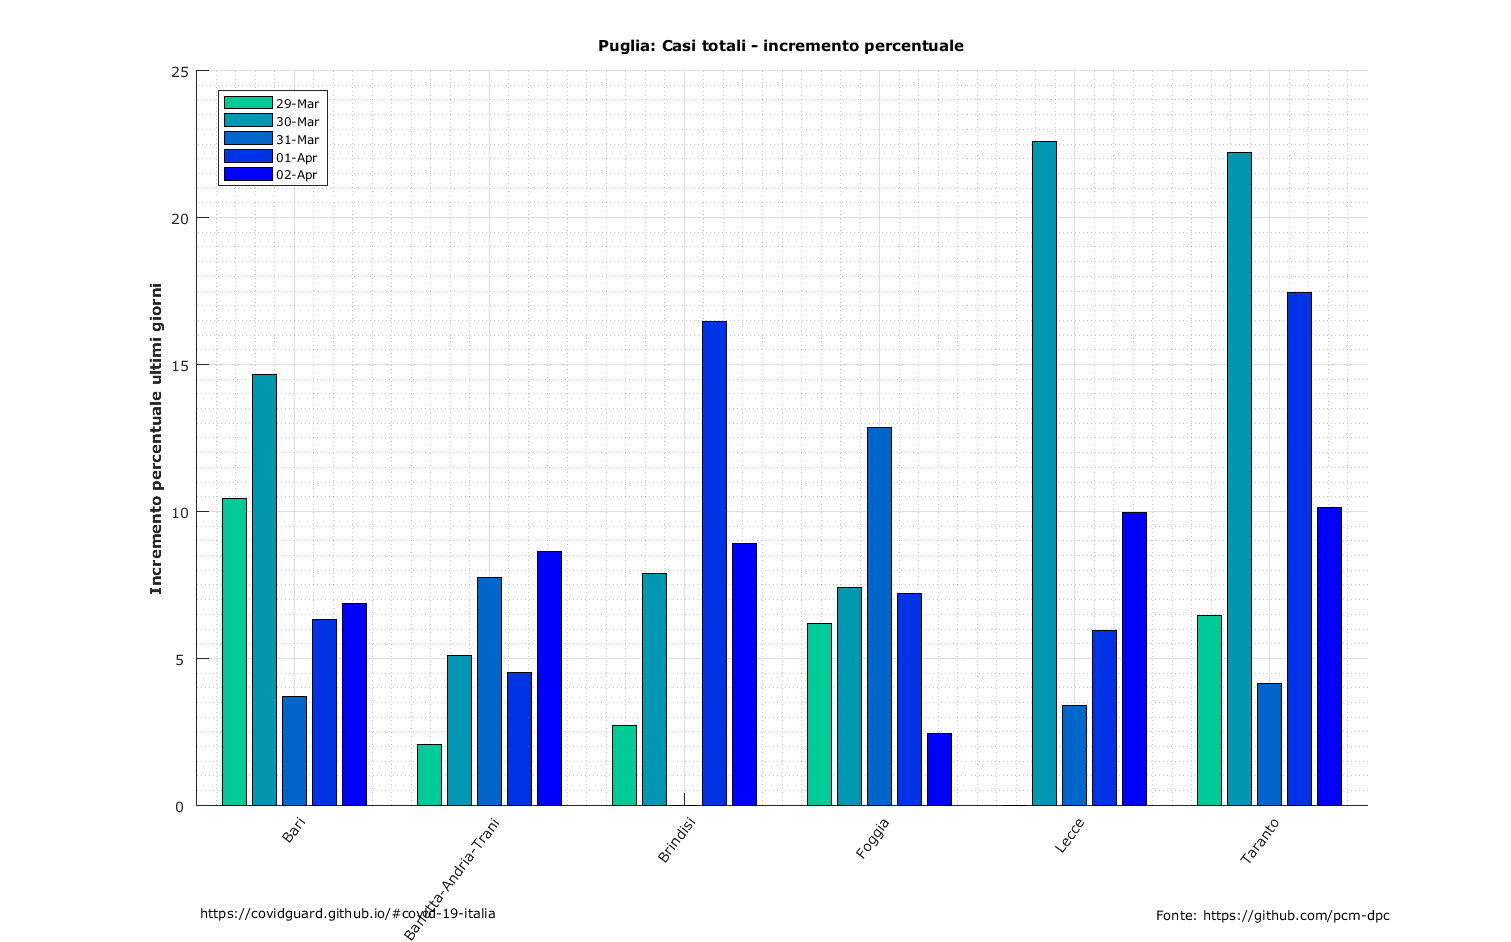 Puglia: Casi totali - incremento percentuale
25
20
15
10
5
0
Incremento percentuale ultimi giorni
29-Mar
30-Mar
31-Mar
01-Apr
02-Apr
Bari
Barletta-Andria-Trani
Brindisi
Foggia
Lecce
Taranto
https://covidguard.github.io/#covid-19-italia
Fonte: https://github.com/pcm-dpc